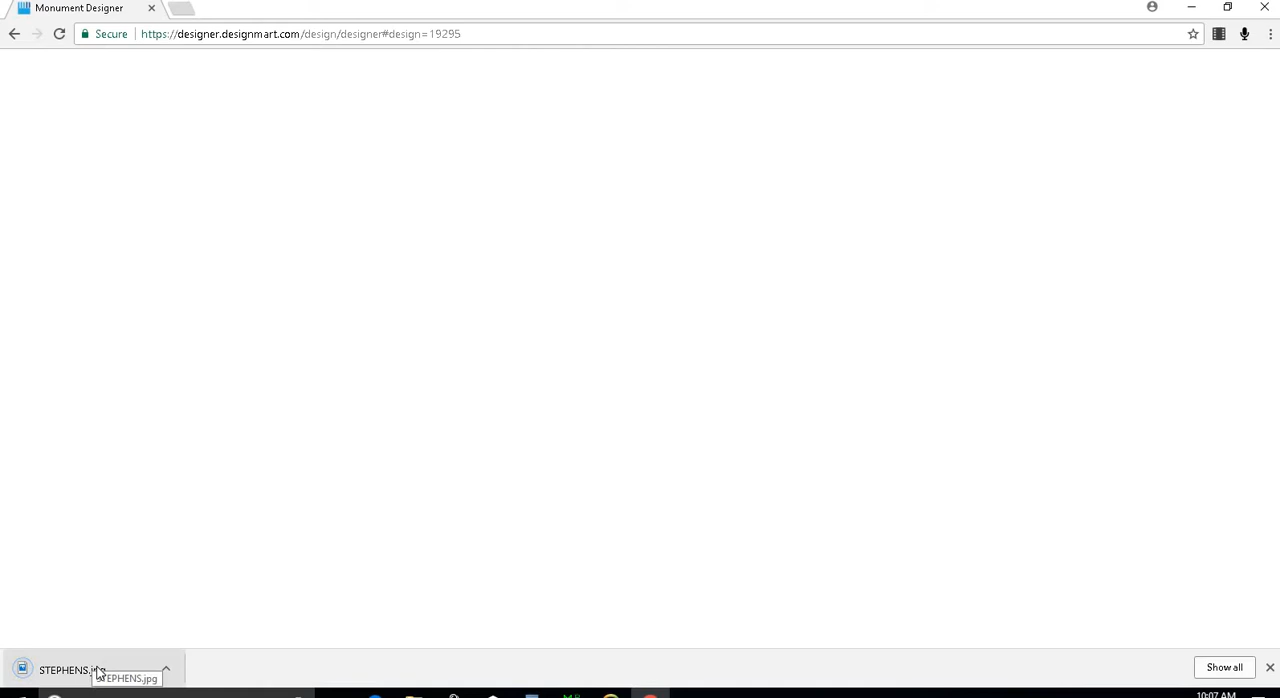 Monument Designer
Secure https://designer.designmart.com/design/designer#design=19295
STEPHENS.jpg
STEPHENS.jpg
Show all
10:07 AM